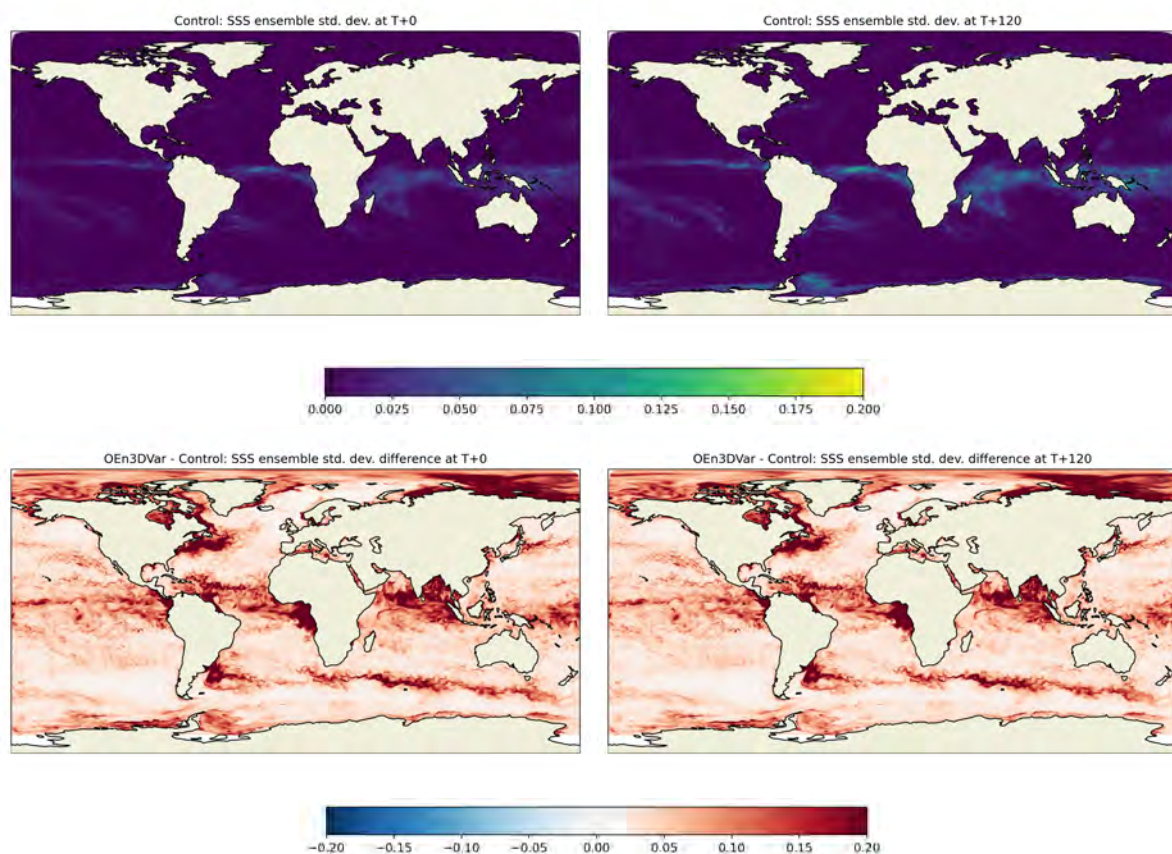 Control: SSS ensemble std. dev. at T+0
Control: SSS ensemble std. dev. at T+120
0.000 0.025 0.050 0.075 0.100 0.125 0.150 0.175 0.200
OEn3DVar - Control: SSS ensemble std. dev. difference at T+0
OEn3DVar - Control: SSS ensemble std. dev. difference at T+120
−0.20 −0.15 −0.10 −0.05 0.00 0.05 0.10 0.15 0.20